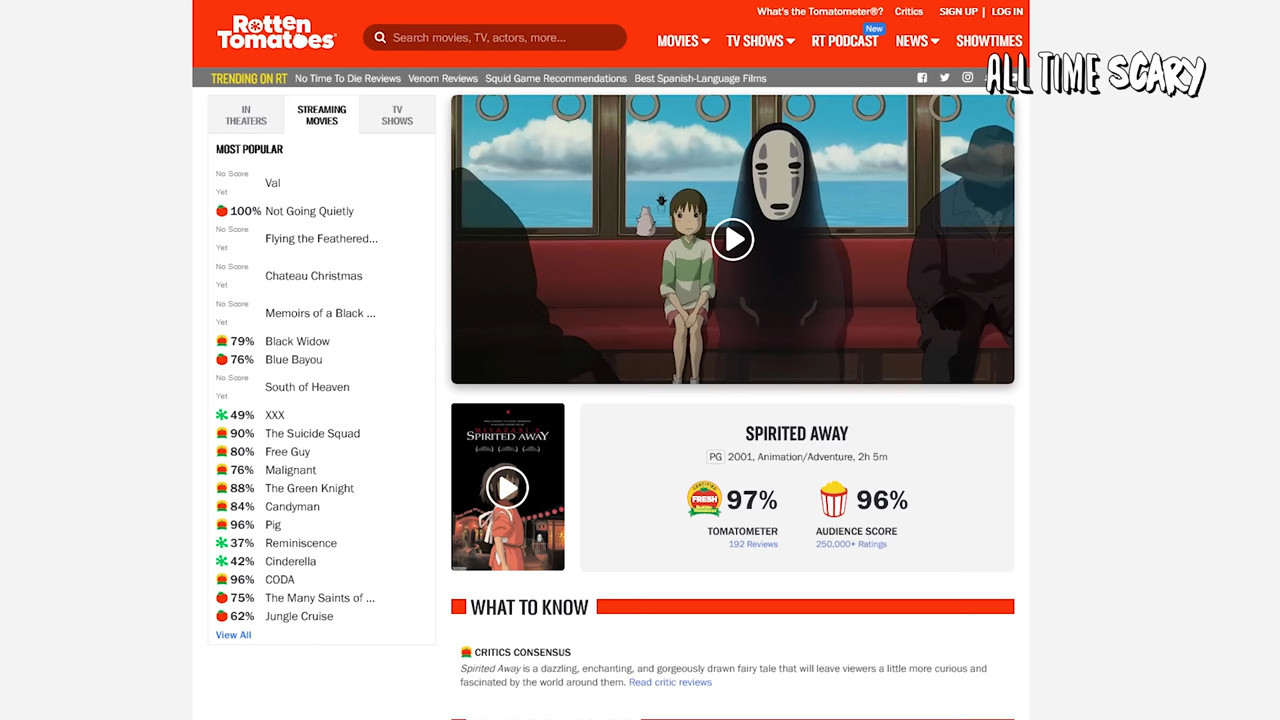 What's the Tomatometer®?
Critics
SIGN UP | LOG IN
Rotten
Tomatoes
Search movies, TV, actors, more...
MOVIES
TV SHOWS
New
RT PODCAST
NEWS
SHOWTIMES
ALL TIME SCARY
TRENDING ON RT
No Time To Die Reviews
Venom Reviews
Squid Game Recommendations
Best Spanish-Language Films
IN
THEATERS
STREAMING
MOVIES
TV
SHOWS
MOST POPULAR
No Score
Yet
Val
100% Not Going Quietly
No Score
Yet
Flying the Feathered...
No Score
Yet
Chateau Christmas
No Score
Yet
Memoirs of a Black ...
79% Black Widow
76% Blue Bayou
No Score
Yet
South of Heaven
49% XXX
90% The Suicide Squad
80% Free Guy
76% Malignant
88% The Green Knight
84% Candyman
96% Pig
37% Reminiscence
42% Cinderella
96% CODA
75% The Many Saints of ...
62% Jungle Cruise
View All
MIYAZAKI'S
SPIRITED AWAY
SPIRITED AWAY
PG 2001, Animation/Adventure, 2h 5m
CERTIFIED
FRESH
97%
96%
TOMATOMETER
AUDIENCE SCORE
192 Reviews
250,000+ Ratings
WHAT TO KNOW
CRITICS CONSENSUS
Spirited Away is a dazzling, enchanting, and gorgeously drawn fairy tale that will leave viewers a little more curious and
fascinated by the world around them. Read critic reviews